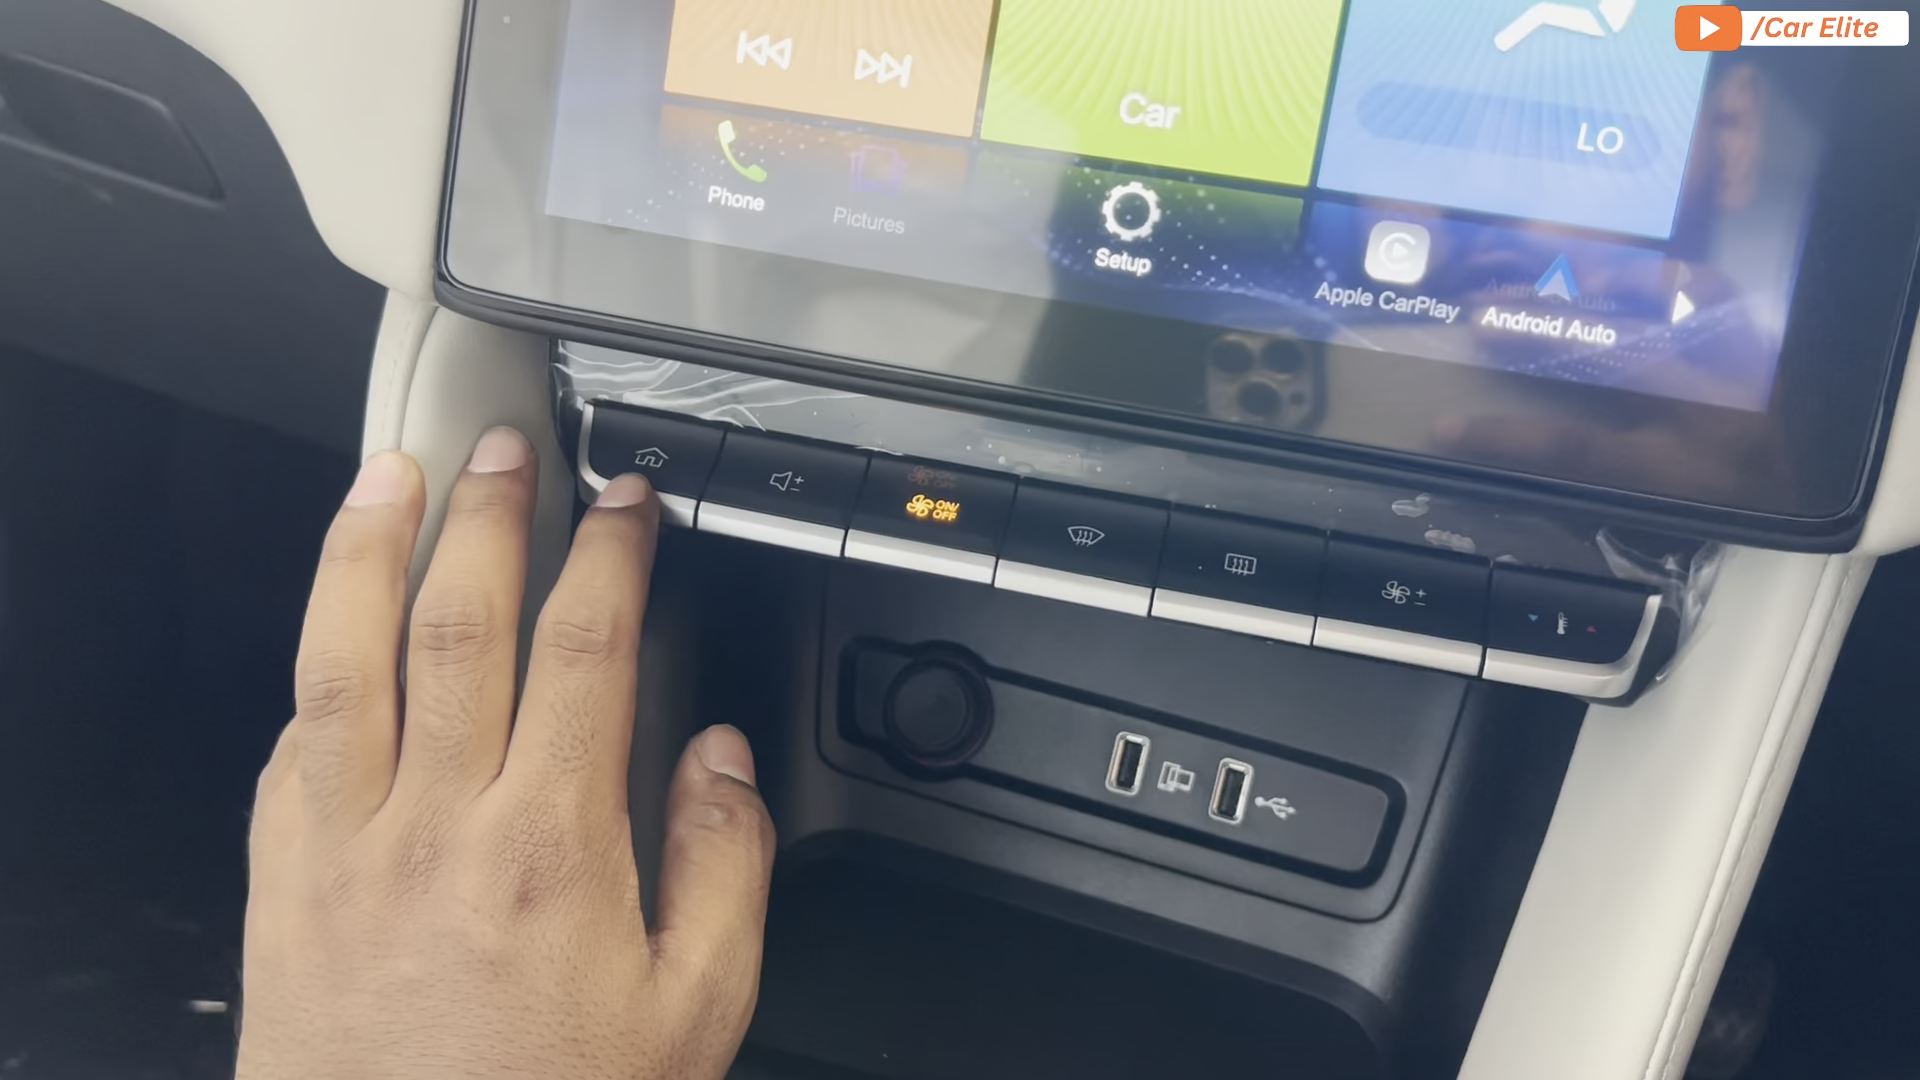 /Car Elite
Car
LO
Phone
Pictures
Setup
Apple CarPlay
Android Auto
ON/
OFF